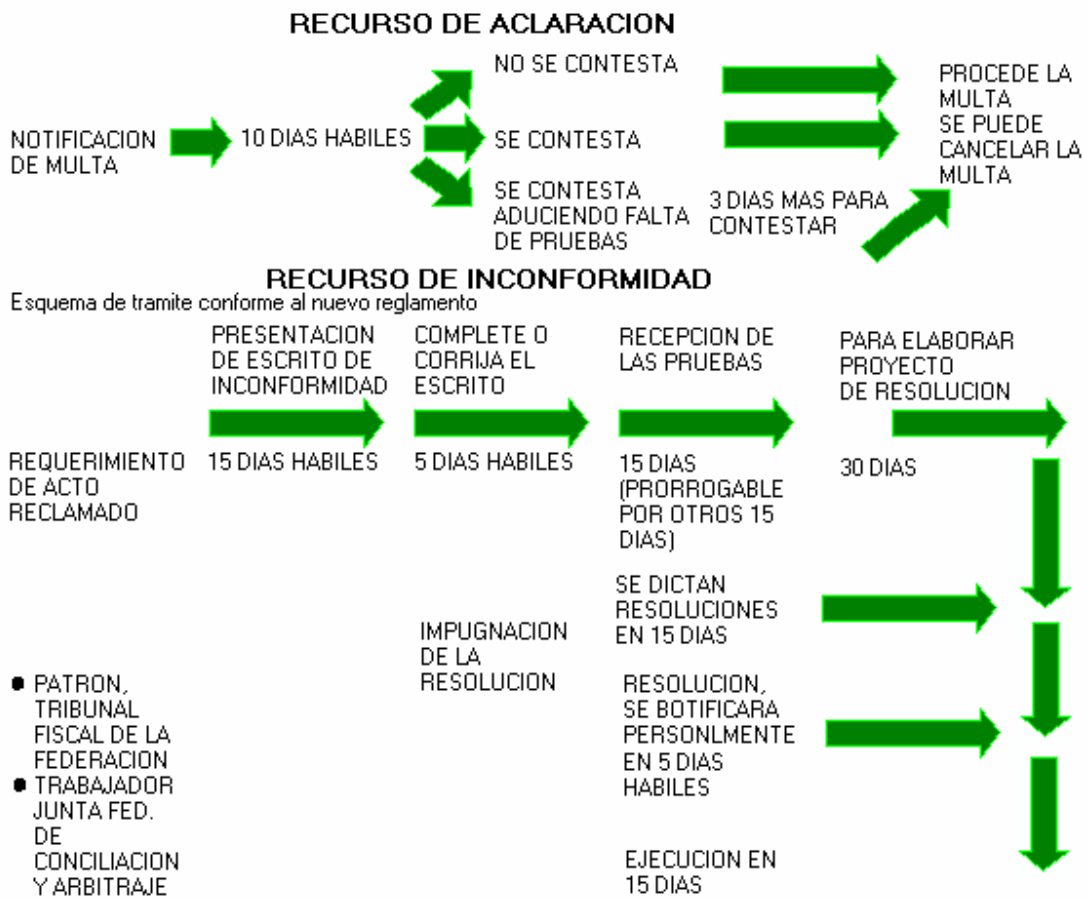 RECURSO DE ACLARACION
NOTIFICACION
DE MULTA
10 DIAS HABILES
NO SE CONTESTA
SE CONTESTA
SE CONTESTA
ADUCIENDO FALTA
DE PRUEBAS
3 DIAS MAS PARA
CONTESTAR
PROCEDE LA
MULTA
SE PUEDE
CANCELAR LA
MULTA
RECURSO DE INCONFORMIDAD
Esquema de tramite conforme al nuevo reglamento
PRESENTACION
DE ESCRITO DE
INCONFORMIDAD
COMPLETE O
CORRIJA EL
ESCRITO
RECEPCION DE
LAS PRUEBAS
PARA ELABORAR
PROYECTO
DE RESOLUCION
REQUERIMIENTO
DE ACTO
RECLAMADO
15 DIAS HABILES
5 DIAS HABILES
15 DIAS
(PRORROGABLE
POR OTROS 15
DIAS)
30 DIAS
SE DICTAN
RESOLUCIONES
EN 15 DIAS
IMPUGNACION
DE LA
RESOLUCION
● PATRON,
TRIBUNAL
FISCAL DE LA
FEDERACION
● TRABAJADOR
JUNTA FED.
DE
CONCILIACION
Y ARBITRAJE
RESOLUCION,
SE BOTIFICARA
PERSONLMENTE
EN 5 DIAS
HABILES
EJECUCION EN
15 DIAS